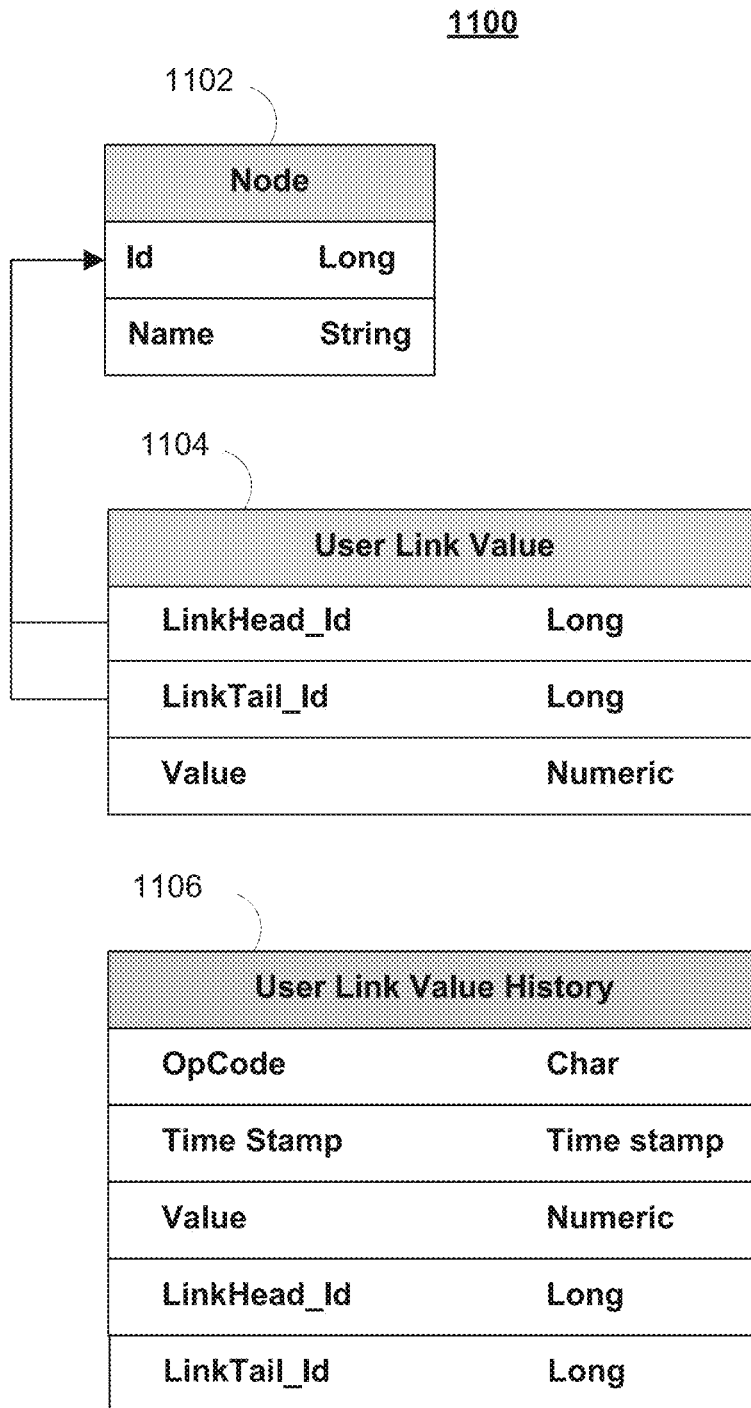 1100
1102
Node
Id Long
Name String
1104
User Link Value
LinkHead_Id Long
LinkTail_Id Long
Value Numeric
1106
User Link Value History
OpCode Char
Time Stamp Time stamp
Value Numeric
LinkHead_Id Long
LinkTail_Id Long